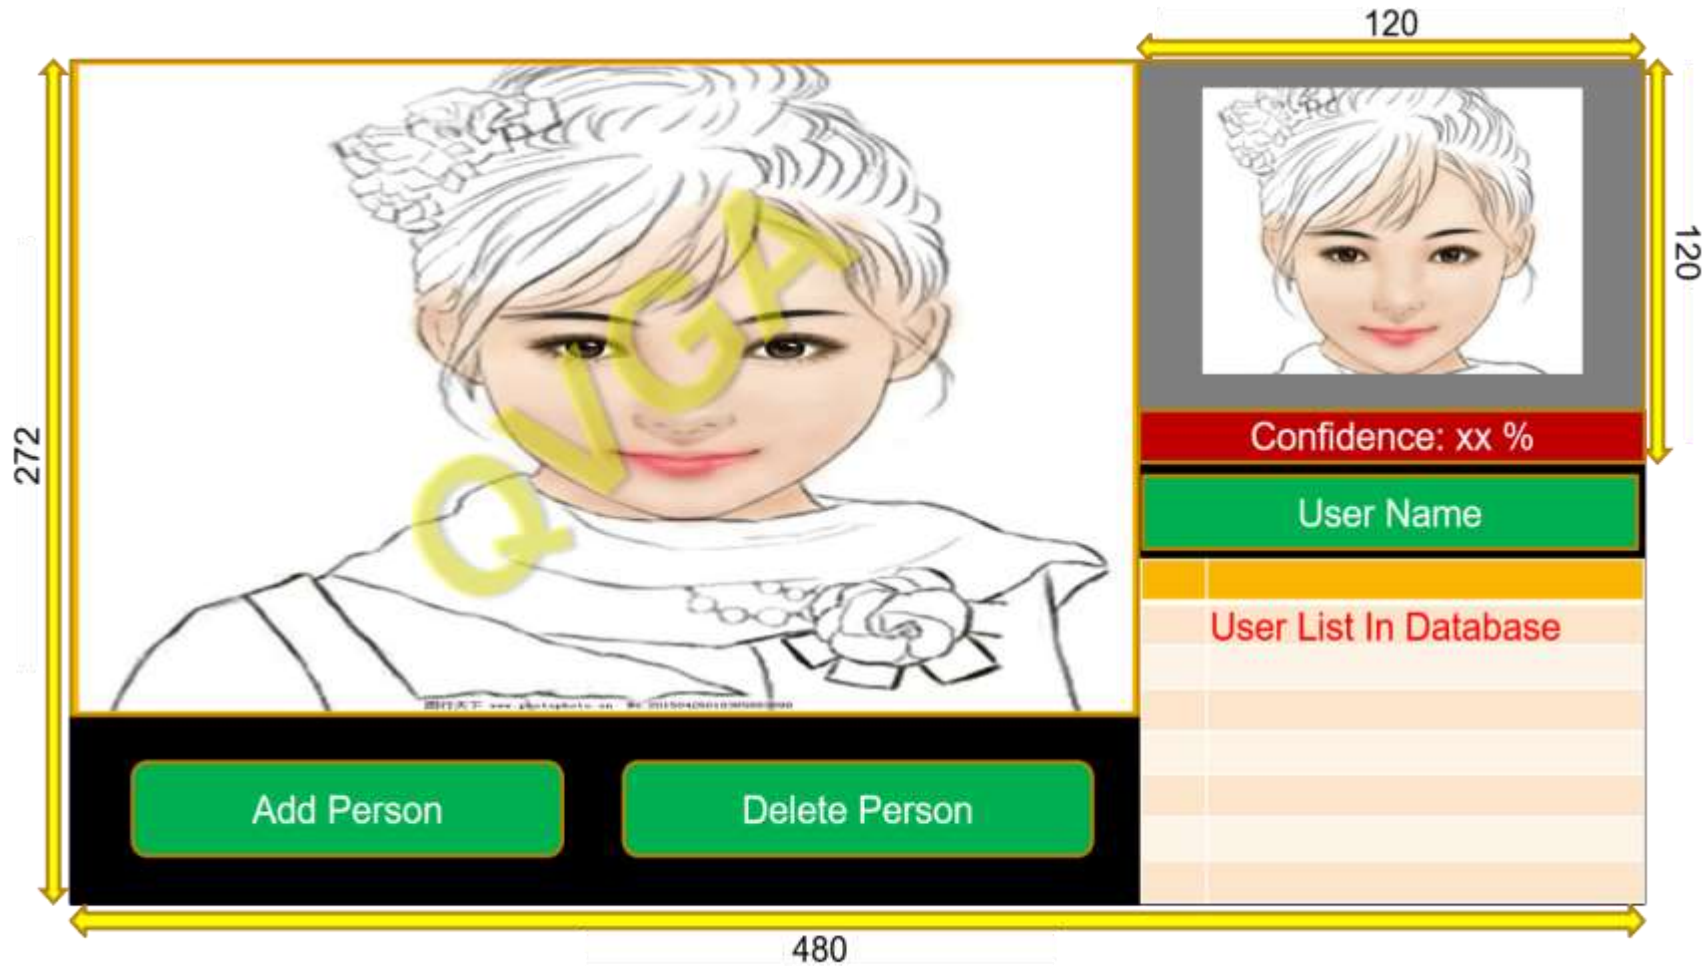 120
QVGA
120
272
Confidence: xx %
User Name
User List In Database
Add Person
Delete Person
480